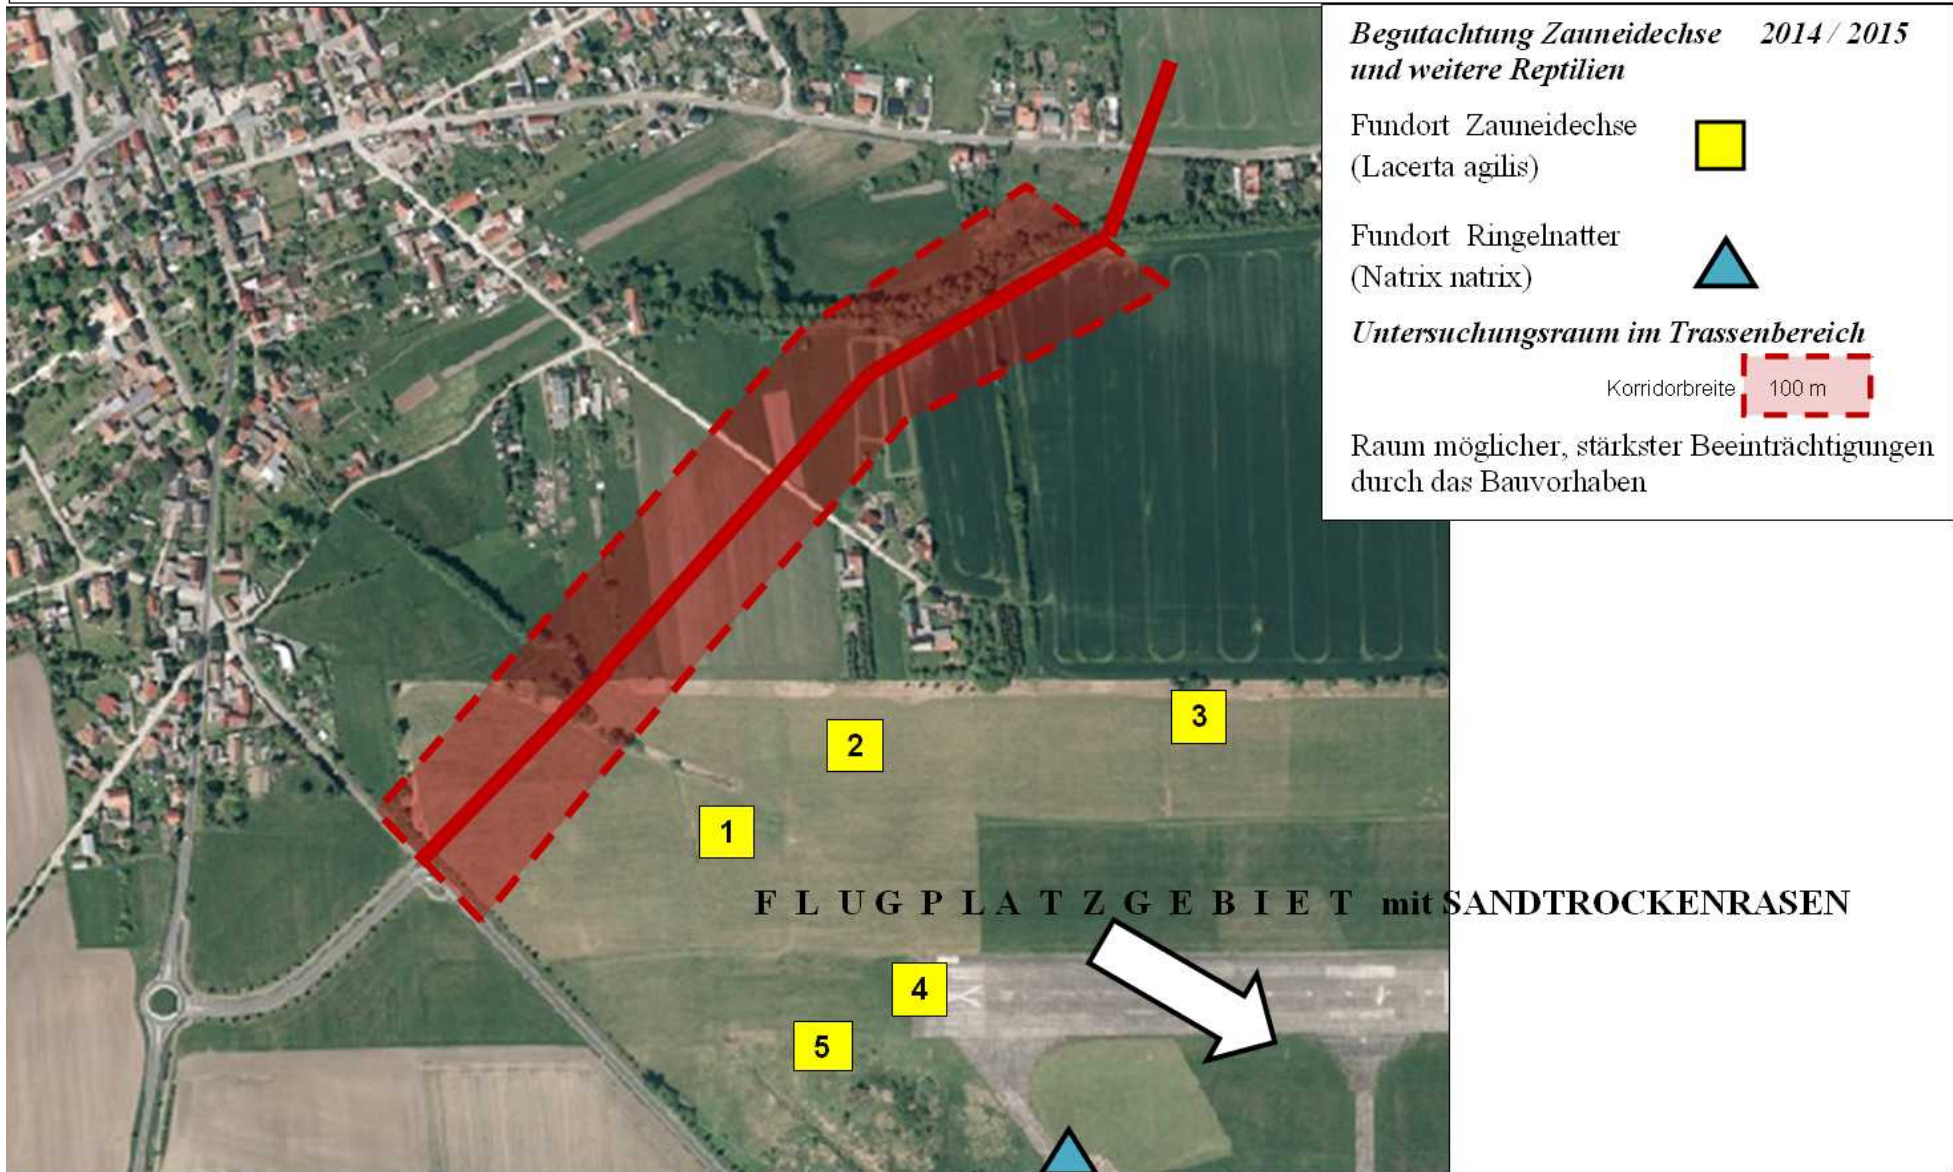 Begutachtung Zauneidechse 2014 / 2015
und weitere Reptilien
Fundort Zauneidechse
(Lacerta agilis)
Fundort Ringelnatter
(Natrix natrix)
Untersuchungsraum im Trassenbereich
Korridorbreite 100 m
Raum möglicher, stärkster Beeinträchtigungen
durch das Bauvorhaben
3
2
1
F L U G P L A T Z G E B I E T mit SANDTROCKENRASEN
4
5